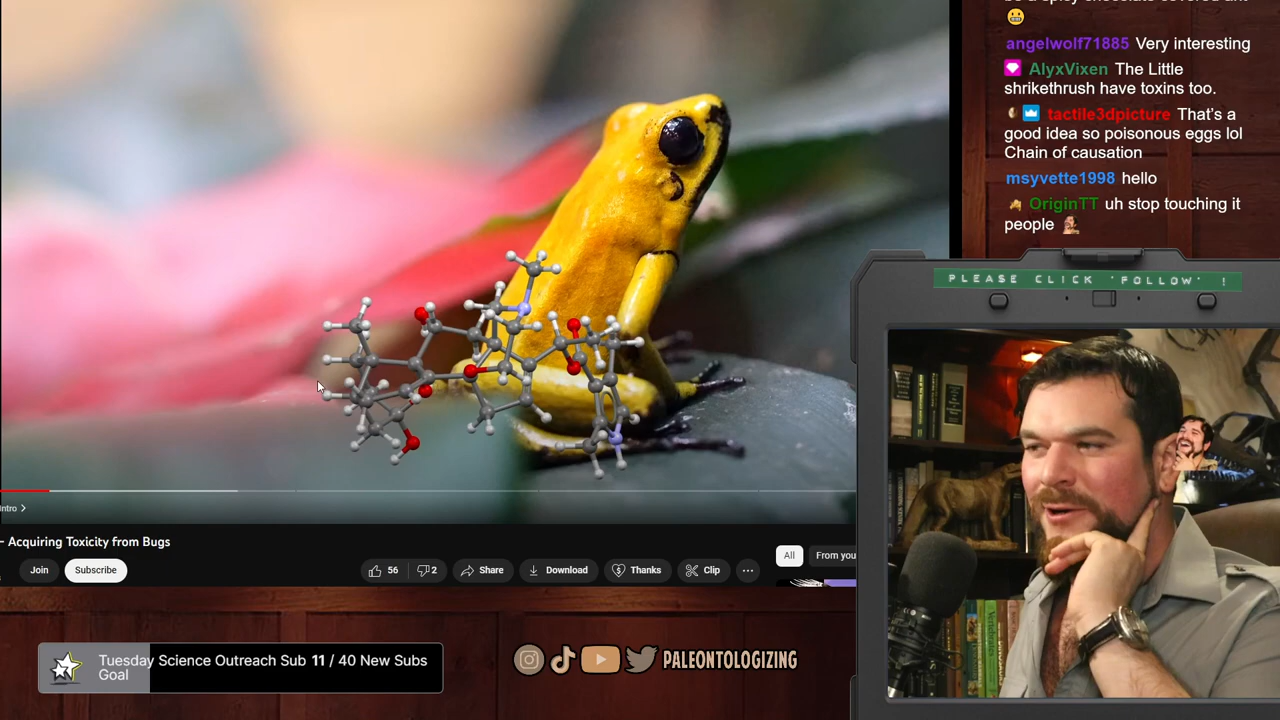 angelwolf71885 Very interesting
AlyxVixen The Little
shrikethrush have toxins too.
tactile3dpicture That's a
good idea so poisonous eggs lol
Chain of causation
msyvette1998 hello
OriginTT uh stop touching it
people
PLEASE CLICK "FOLLOW" !
Intro
- Acquiring Toxicity from Bugs
Join
Subscribe
56
2
Share
Download
Thanks
Clip
All
From you
Tuesday Science Outreach Sub 11 / 40 New Subs
Goal
PALEONTOLOGIZING